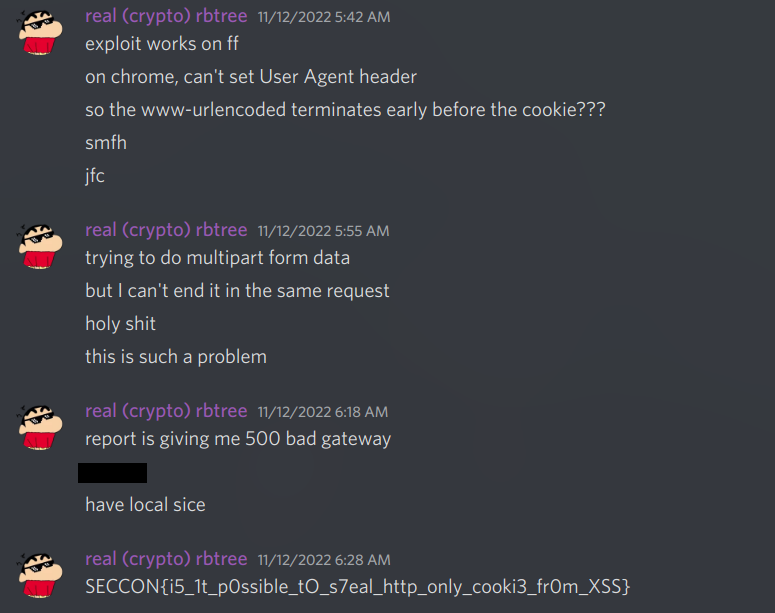 real (crypto) rbtree 11/12/2022 5:42 AM
exploit works on ff
on chrome, can't set User Agent header
so the www-urlencoded terminates early before the cookie???
smfh
jfc
real (crypto) rbtree 11/12/2022 5:55 AM
trying to do multipart form data
but I can't end it in the same request
holy shit
this is such a problem
real (crypto) rbtree 11/12/2022 6:18 AM
report is giving me 500 bad gateway
have local sice
real (crypto) rbtree 11/12/2022 6:28 AM
SECCON{i5_1t_p0ssible_tO_s7eal_http_only_cooki3_fr0m_XSS}